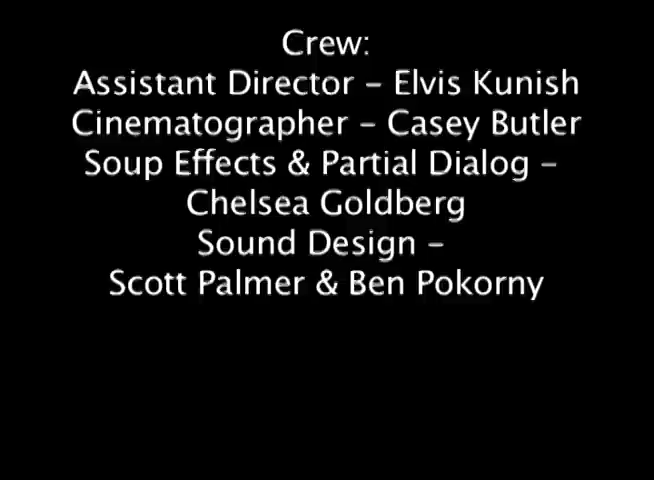 Crew:
Assistant Director – Elvis Kunish
Cinematographer – Casey Butler
Soup Effects & Partial Dialog –
Chelsea Goldberg
Sound Design –
Scott Palmer & Ben Pokorny